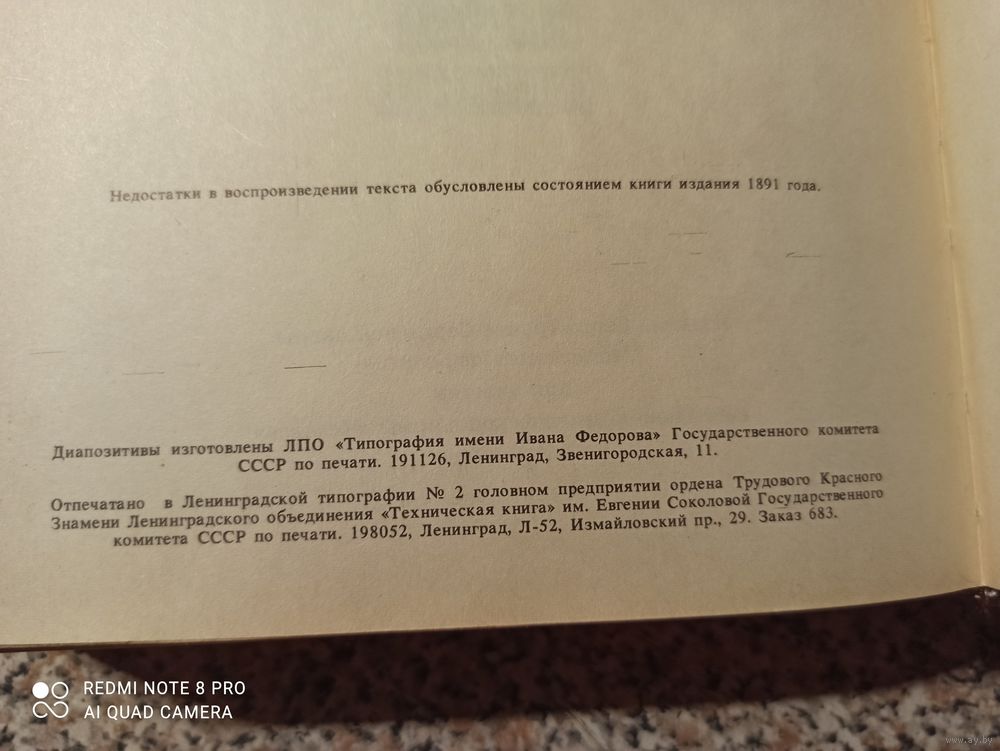 Недостатки в воспроизведении текста обусловлены состоянием книги издания 1891 года.
Диапозитивы изготовлены ЛПО «Типография имени Ивана Федорова» Государственного комитета
СССР по печати. 191126, Ленинград, Звенигородская, 11.
Отпечатано в Ленинградской типографии № 2 головном предприятии ордена Трудового Красного
Знамени Ленинградского объединения «Техническая книга» им. Евгении Соколовой Государственного
комитета СССР по печати. 198052, Ленинград, Л-52, Измайловский пр., 29. Заказ 683.
REDMI NOTE 8 PRO
AI QUAD CAMERA
www.ay.by